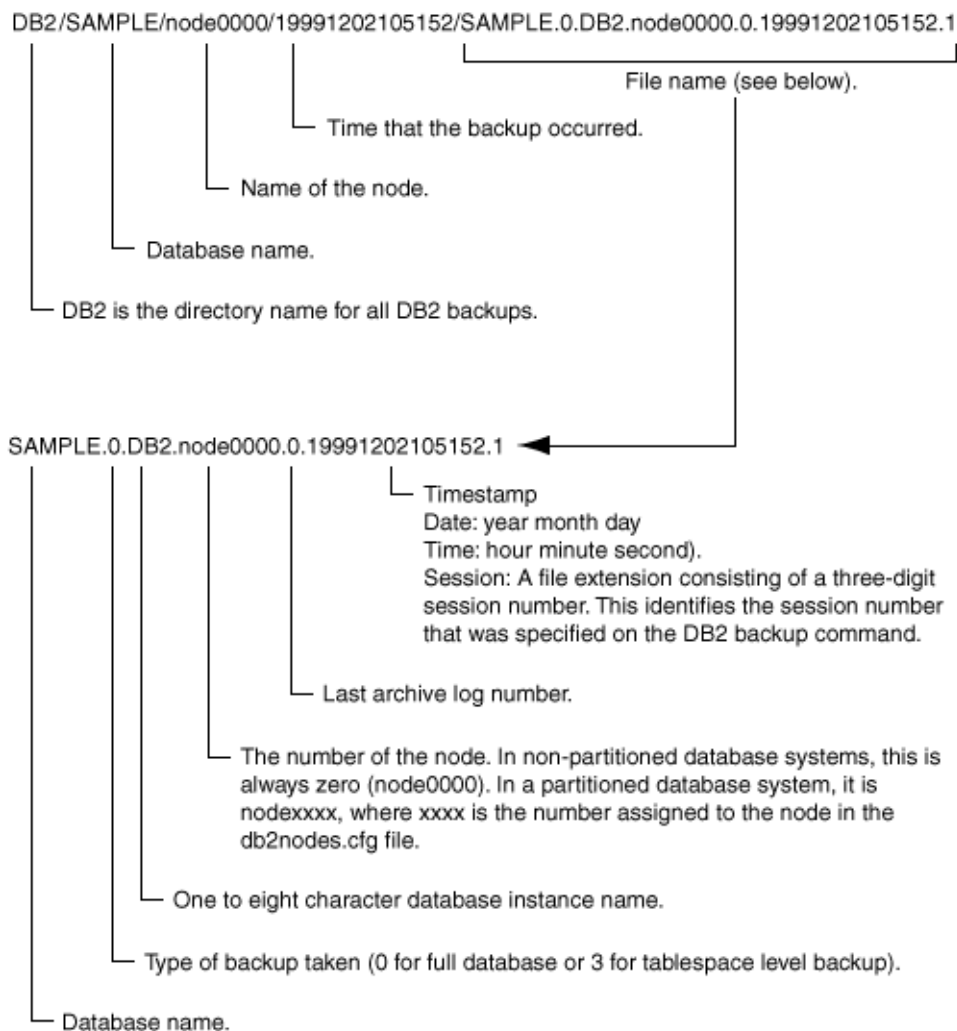 DB2/SAMPLE/node0000/19991202105152/SAMPLE.0.DB2.node0000.0.19991202105152.1
File name (see below).
Time that the backup occurred.
Name of the node.
Database name.
DB2 is the directory name for all DB2 backups.
SAMPLE.0.DB2.node0000.0.19991202105152.1
Timestamp
Date: year month day
Time: hour minute second).
Session: A file extension consisting of a three-digit
session number. This identifies the session number
that was specified on the DB2 backup command.
Last archive log number.
The number of the node. In non-partitioned database systems, this is
always zero (node0000). In a partitioned database system, it is
nodexxxx, where xxxx is the number assigned to the node in the
db2nodes.cfg file.
One to eight character database instance name.
Type of backup taken (0 for full database or 3 for tablespace level backup).
Database name.